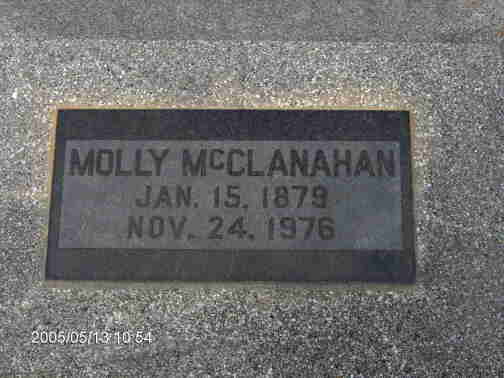 MOLLY McCLANAHAN
JAN. 15, 1879
NOV. 24, 1976
2005/05/13 10:54